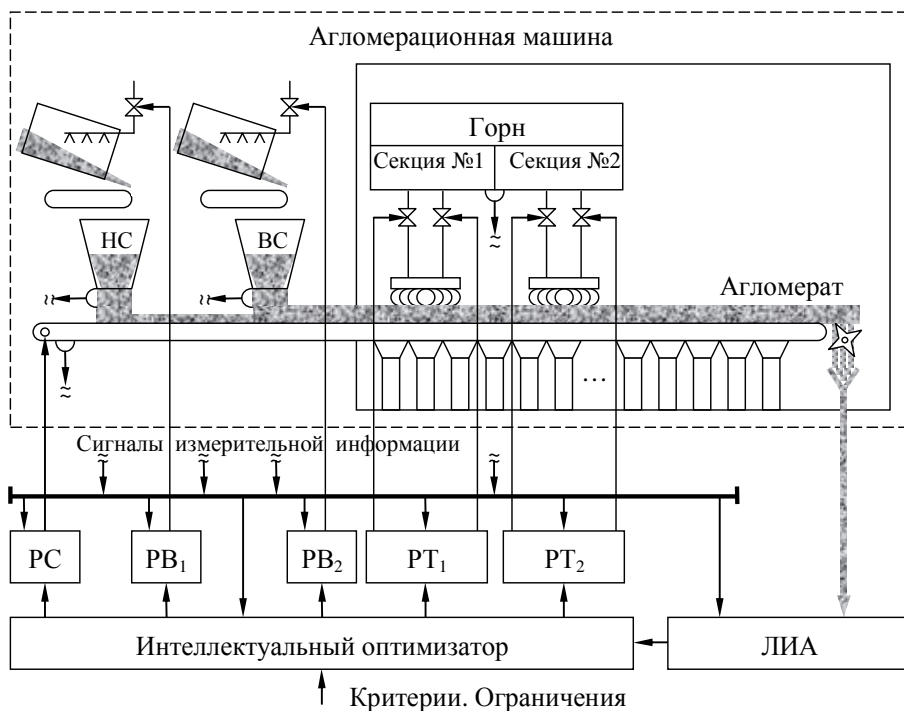 Агломерационная машина
Горн
Секция №1 Секция №2
НС ВС
Агломерат
...
Сигналы измерительной информации
РС РВ1 РВ2 РТ1 РТ2
Интеллектуальный оптимизатор ЛИА
Критерии. Ограничения